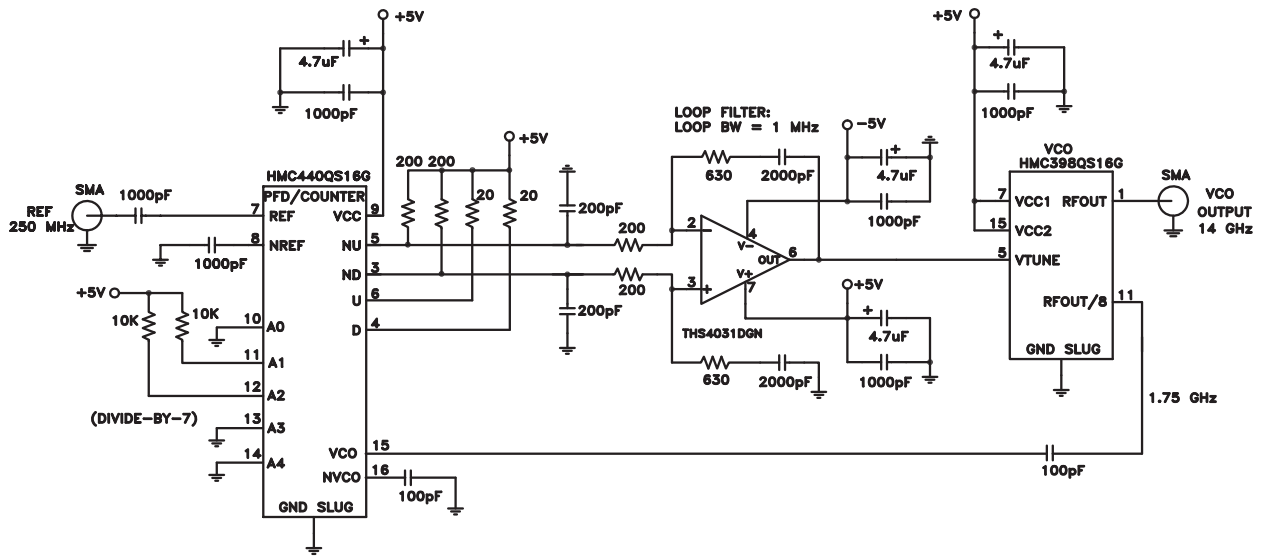 +5V
4.7uF
+
1000pF
+5V
+
4.7uF
1000pF
LOOP FILTER:
LOOP BW = 1 MHz
-5V
+
4.7uF
1000pF
630
2000pF
+5V
200 200
20
20
200pF
200
200
200pF
HMC440QS16G
PFD/COUNTER
SMA
REF
250 MHz
1000pF
7
REF
VCC
9
8
NREF
NU
5
1000pF
ND
3
+5V
U
6
10K
10K
D
4
10
A0
11
A1
12
A2
(DIVIDE-BY-7)
13
A3
14
A4
VCO
15
NVCO
16
100pF
GND SLUG
2
-
4
V-
OUT
6
3
+
V+
7
THS4031DGN
630
2000pF
+5V
+
4.7uF
1000pF
VCO
HMC398QS16G
7
VCC1
RFOUT
1
15
VCC2
5
VTUNE
RFOUT/8
11
GND SLUG
SMA
VCO
OUTPUT
14 GHz
1.75 GHz
100pF